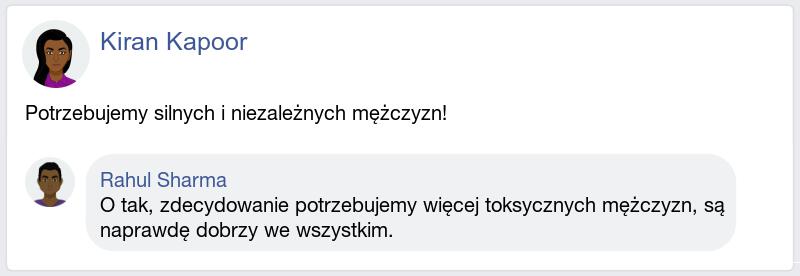 Kiran Kapoor
Potrzebujemy silnych i niezależnych mężczyzn!
Rahul Sharma
O tak, zdecydowanie potrzebujemy więcej toksycznych mężczyzn, są
naprawdę dobrzy we wszystkim.